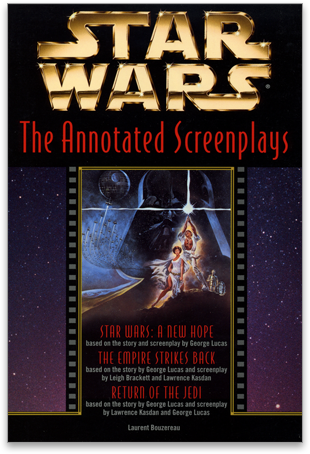 STAR
WARS®
The Annotated Screenplays
STAR WARS: A NEW HOPE
based on the story and screenplay by George Lucas
THE EMPIRE STRIKES BACK
based on the story by George Lucas and screenplay
by Leigh Brackett and Lawrence Kasdan
RETURN OF THE JEDI
based on the story by George Lucas and screenplay by
Lawrence Kasdan and George Lucas
Laurent Bouzereau